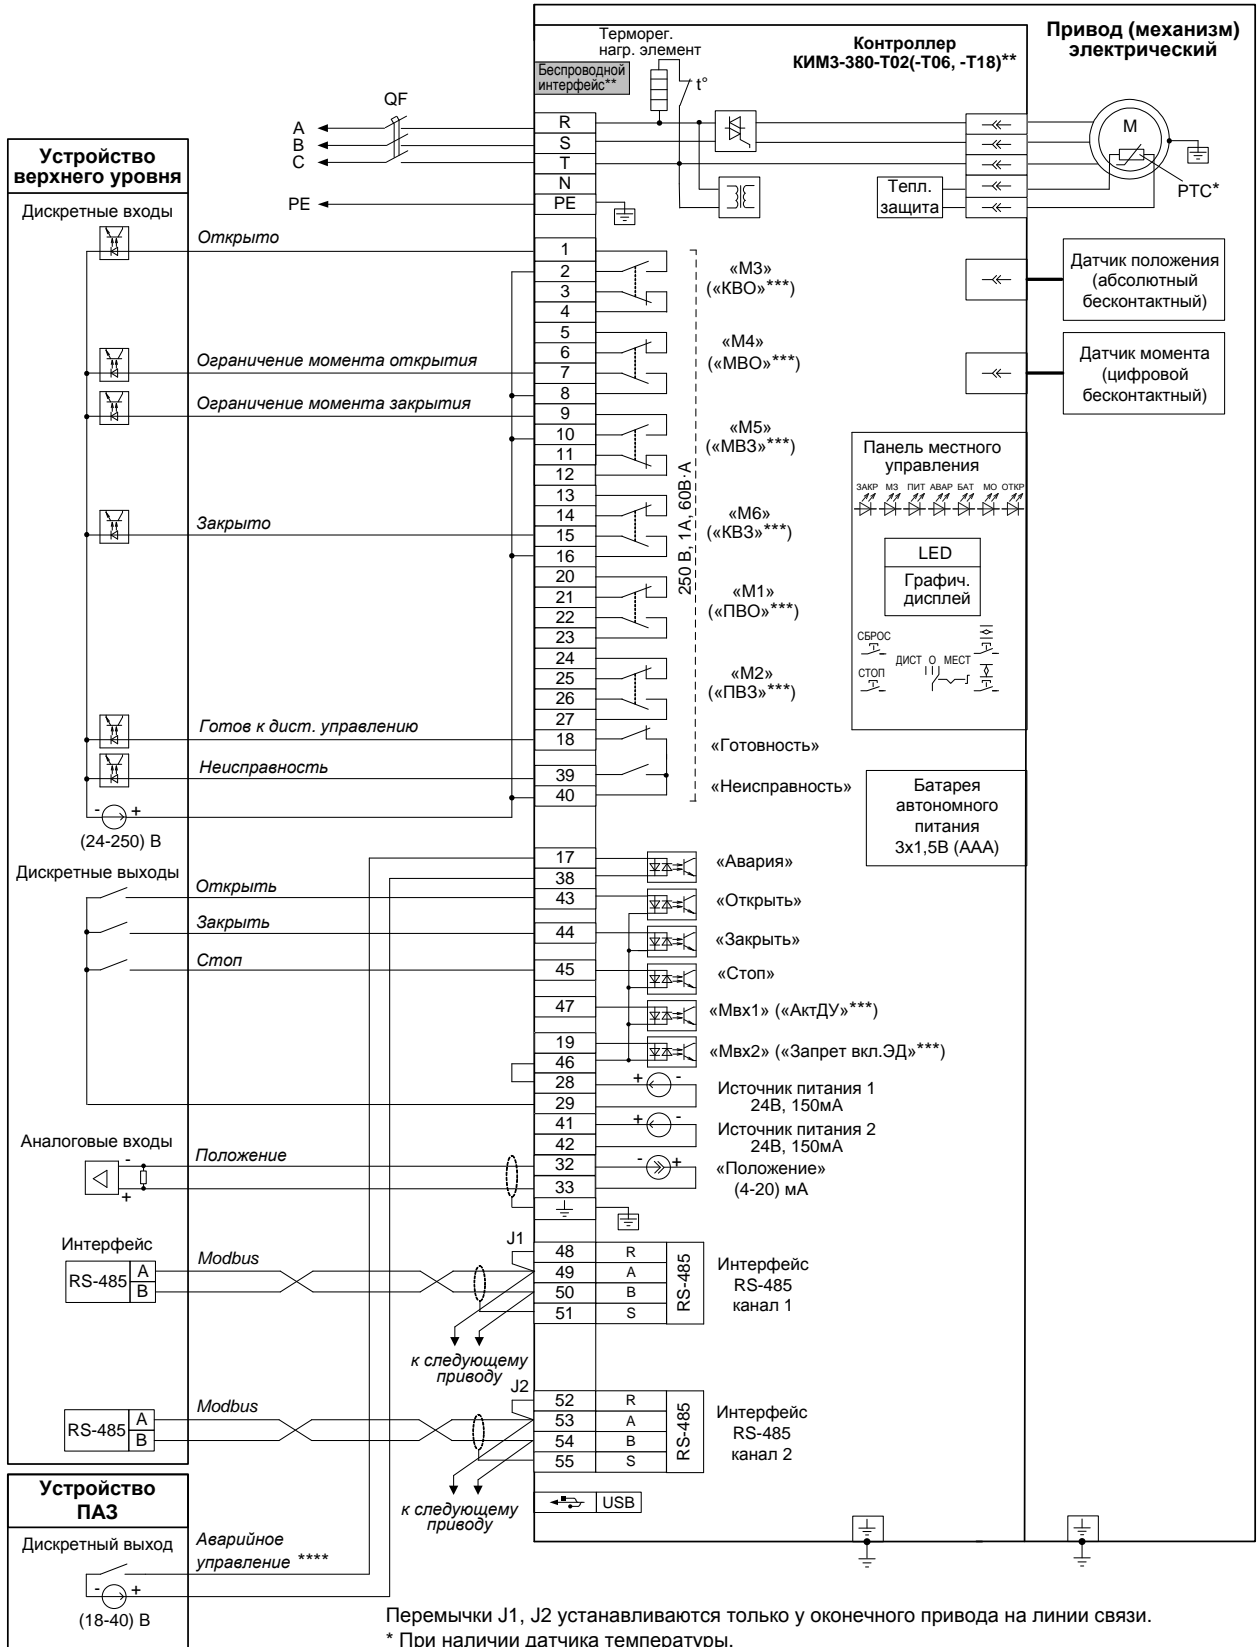 Привод (механизм)
электрический
Контроллер
КИМ3-380-Т02(-Т06, -Т18)**
Терморег.
нагр. элемент
Беспроводной
интерфейс**
t°
QF
A
B
C
PE
R
S
T
N
PE
M
Тепл.
защита
PTC*
Устройство
верхнего уровня
Дискретные входы
Открыто
Ограничение момента открытия
Ограничение момента закрытия
Закрыто
Готов к дист. управлению
Неисправность
- +
(24-250) В
1
2
3
4
«М3»
(«КВО»***)
5
6
7
8
«М4»
(«МВО»***)
9
10
11
12
«М5»
(«МВЗ»***)
13
14
15
16
«М6»
(«КВЗ»***)
20
21
22
23
«М1»
(«ПВО»***)
24
25
26
27
«М2»
(«ПВЗ»***)
18
«Готовность»
39
40
«Неисправность»
250 В, 1А, 60В·А
Датчик положения
(абсолютный
бесконтактный)
Датчик момента
(цифровой
бесконтактный)
Панель местного
управления
ЗАКР МЗ ПИТ АВАР БАТ МО ОТКР
LED
Графич.
дисплей
СБРОС
СТОП
ДИСТ О МЕСТ
Батарея
автономного
питания
3х1,5В (ААА)
Дискретные выходы
Открыть
Закрыть
Стоп
17
38
«Авария»
43
«Открыть»
44
«Закрыть»
45
«Стоп»
47
«Мвх1» («АктДУ»***)
19
«Мвх2» («Запрет вкл.ЭД»***)
46
28
29
+ -
Источник питания 1
24В, 150мА
41
42
+ -
Источник питания 2
24В, 150мА
Аналоговые входы
-
+
Положение
32
33
- +
«Положение»
(4-20) мА
Интерфейс
RS-485
A
B
Modbus
J1
48 R
49 A
50 B
51 S
RS-485
Интерфейс
RS-485
канал 1
к следующему
приводу
RS-485
A
B
Modbus
J2
52 R
53 A
54 B
55 S
RS-485
Интерфейс
RS-485
канал 2
к следующему
приводу
USB
Устройство
ПАЗ
Дискретный выход
Аварийное
управление ****
- +
(18-40) В
Перемычки J1, J2 устанавливаются только у оконечного привода на линии связи.
* При наличии датчика температуры.